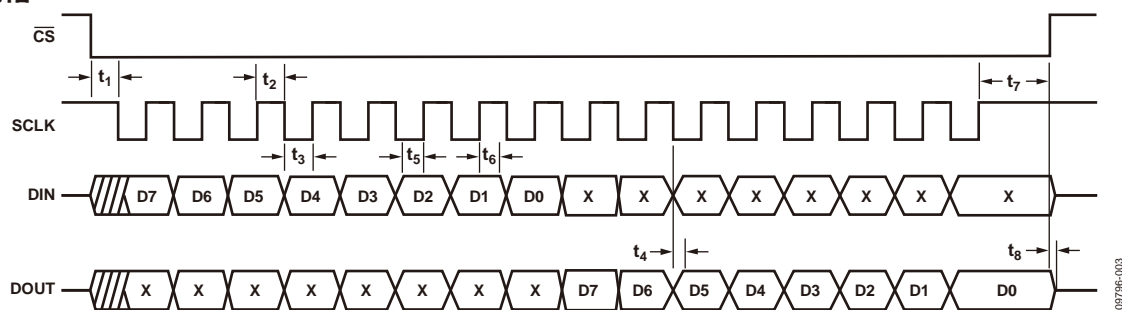 CS
t1
t2
t7
SCLK
t3
t5
t6
DIN
D7 D6 D5 D4 D3 D2 D1 D0 X X X X X X X X
t4
t8
DOUT
X X X X X X X X D7 D6 D5 D4 D3 D2 D1 D0
09796-003